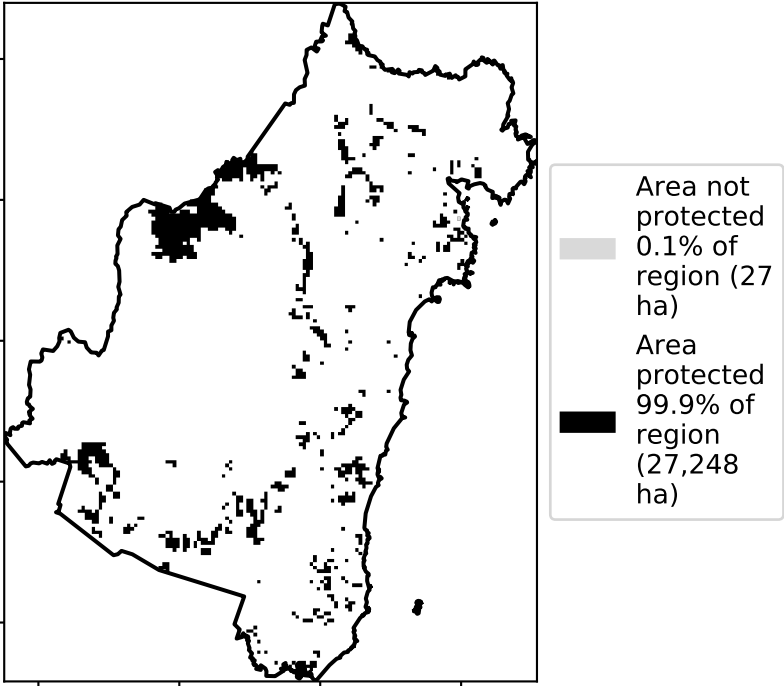 Area not
protected
0.1% of
region (27
ha)
Area
protected
99.9% of
region
(27,248
ha)